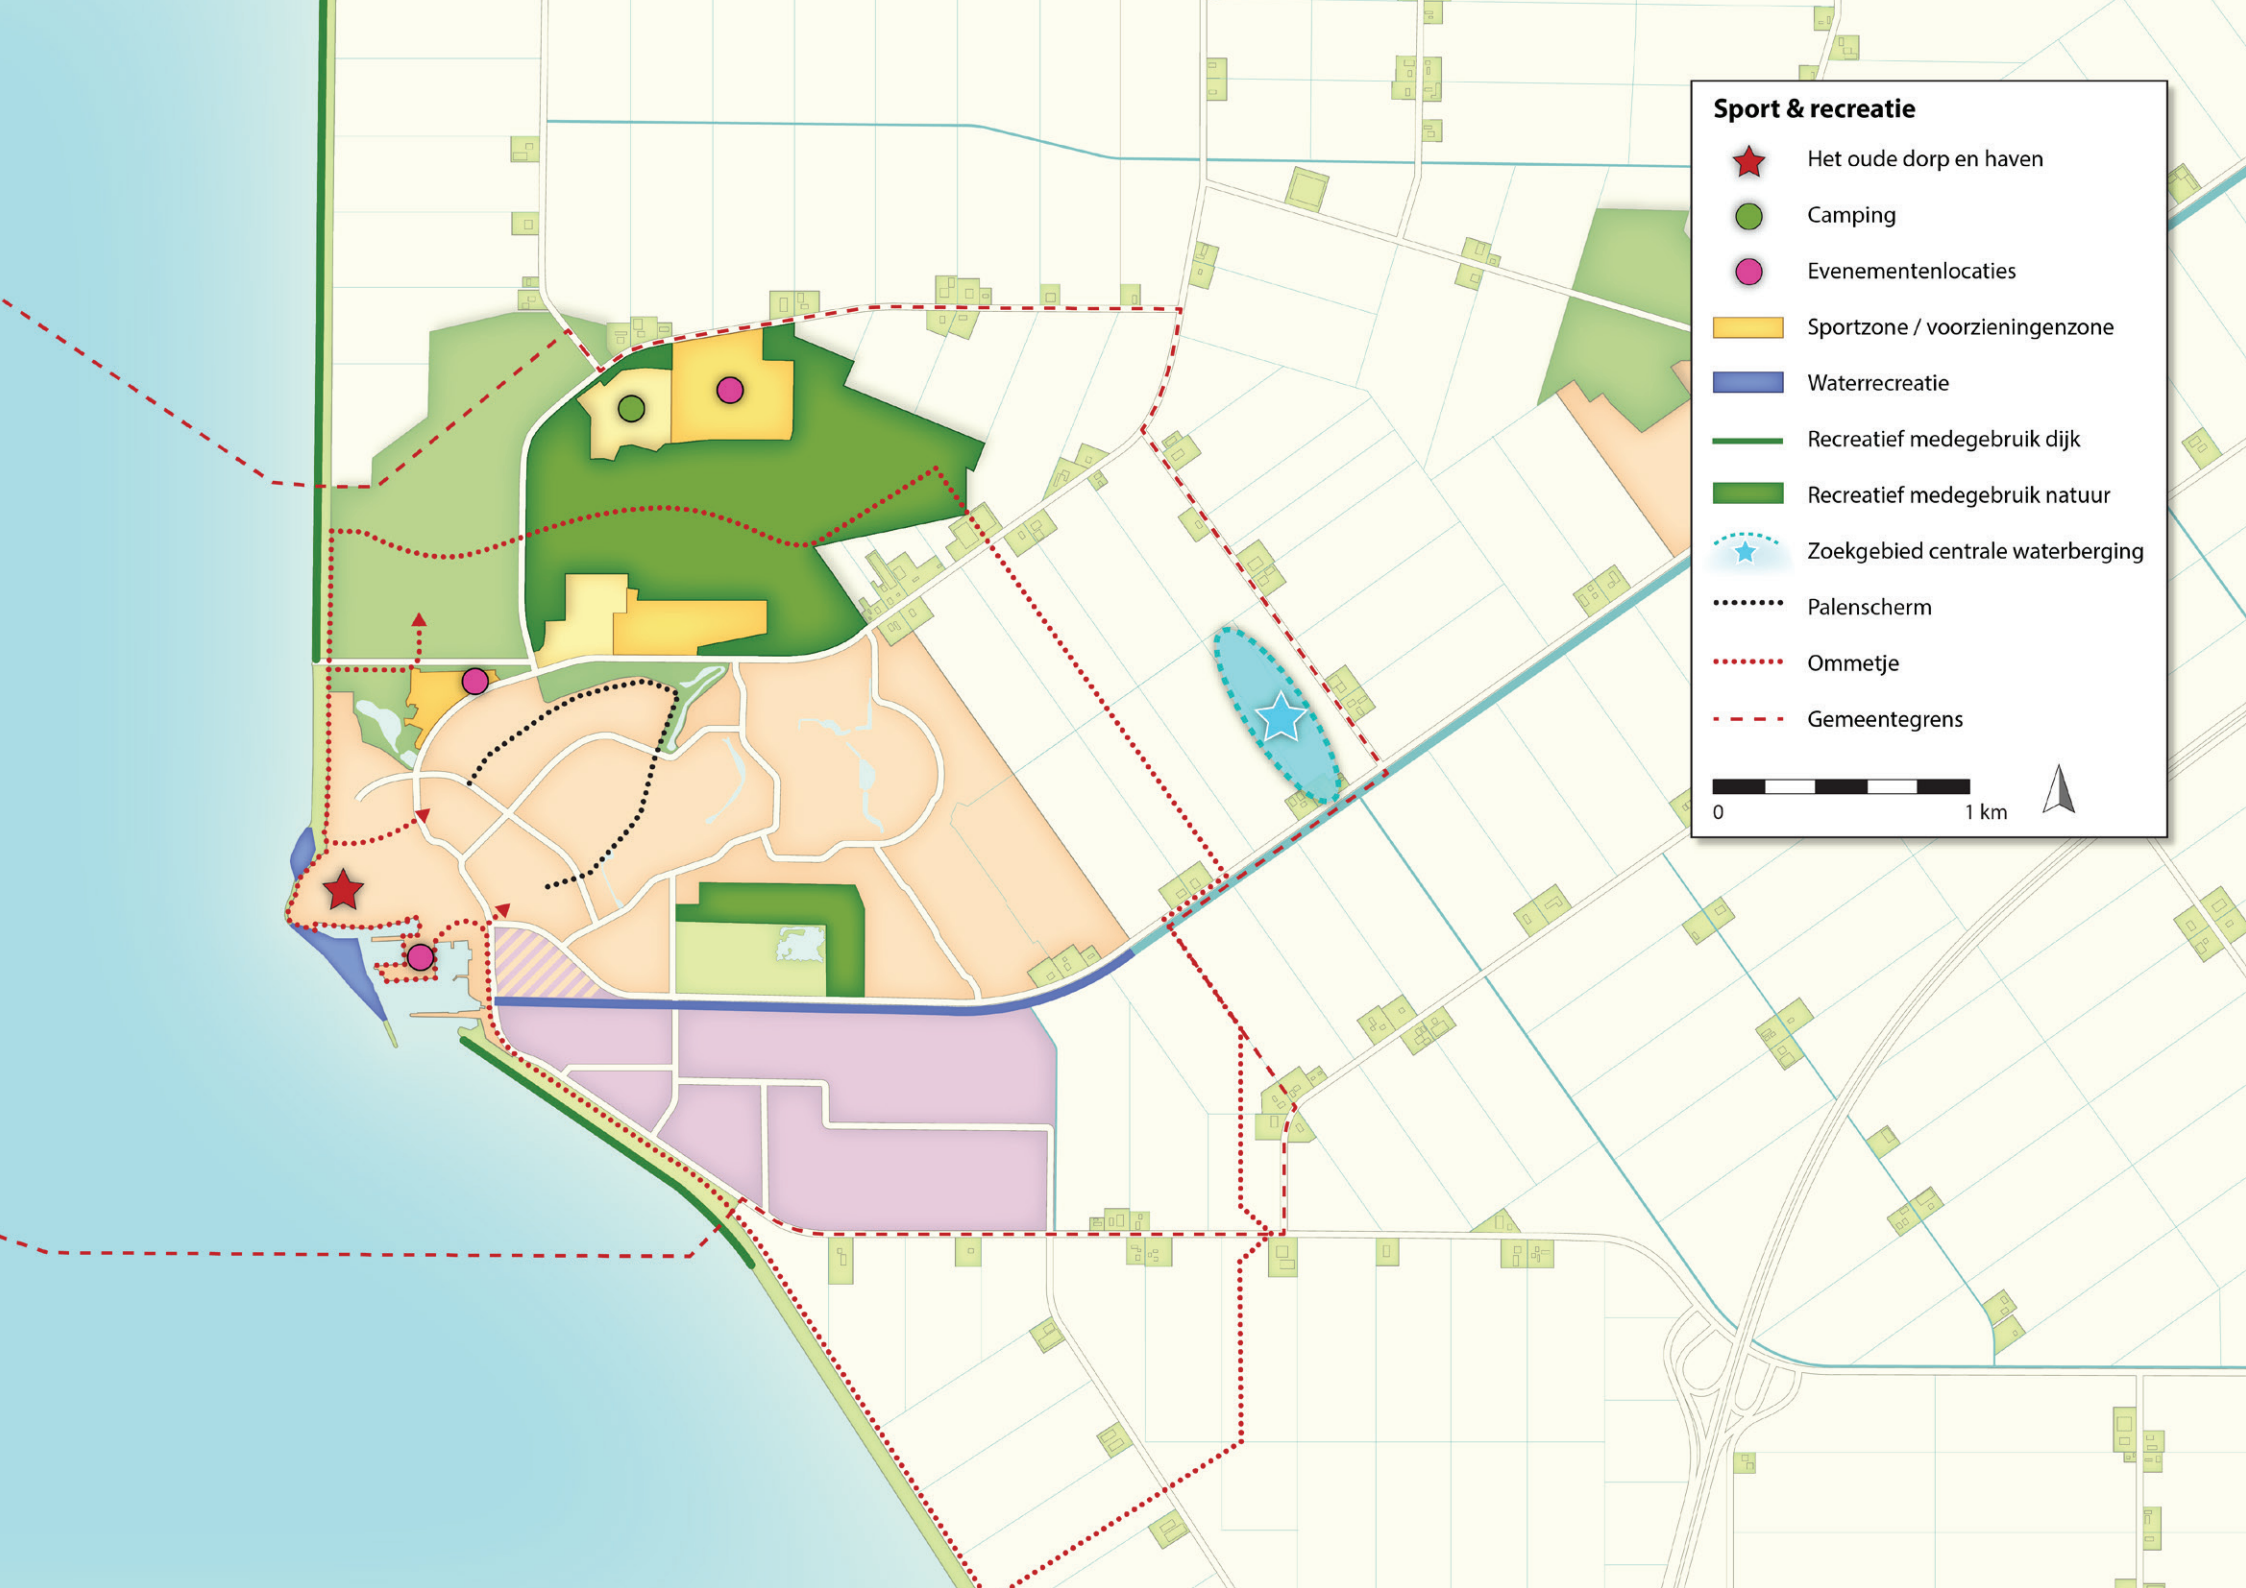 Sport & recreatie
Het oude dorp en haven
Camping
Evenementenlocaties
Sportzone / voorzieningenzone
Waterrecreatie
Recreatief medegebruik dijk
Recreatief medegebruik natuur
Zoekgebied centrale waterberging
Palenscherm
Ommetje
Gemeentegrens
0 1 km